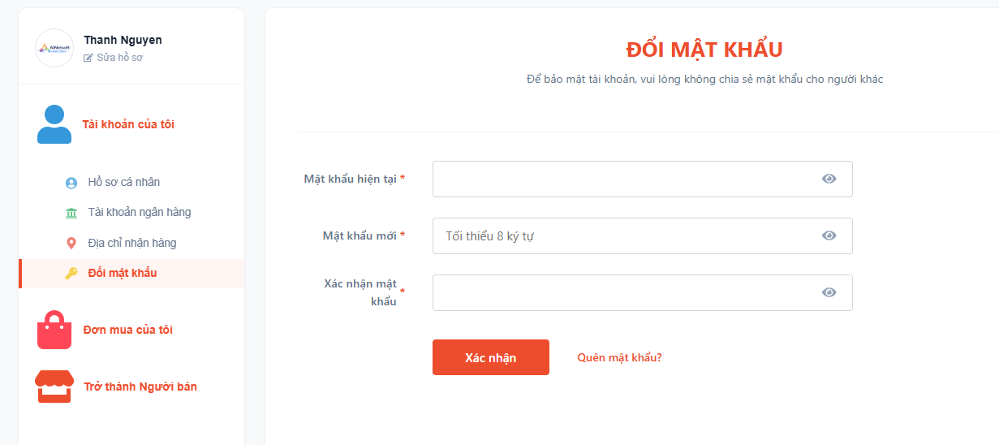 Thanh Nguyen
Sửa hồ sơ
Tài khoản của tôi
Hồ sơ cá nhân
Tài khoản ngân hàng
Địa chỉ nhận hàng
Đổi mật khẩu
Đơn mua của tôi
Trở thành Người bán
ĐỔI MẬT KHẨU
Để bảo mật tài khoản, vui lòng không chia sẻ mật khẩu cho người khác
Mật khẩu hiện tại *
Mật khẩu mới *
Tối thiểu 8 ký tự
Xác nhận mật
khẩu *
Xác nhận
Quên mật khẩu?